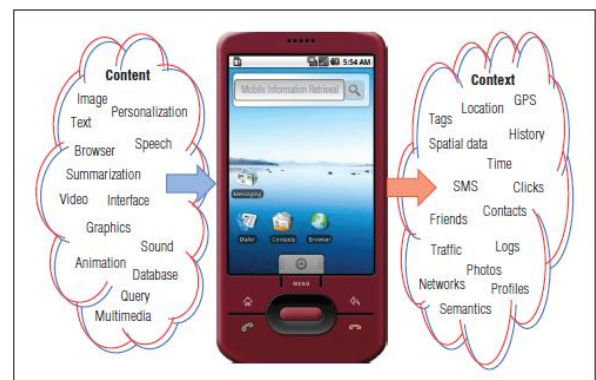 Content
Image
Personalization
Text
Browser
Speech
Summarization
Video
Interface
Graphics
Sound
Animation
Database
Query
Multimedia
5:54 AM
Mobile Information Retrieval
Messaging
Dialer
Contacts
Browser
MENU
Context
GPS
Location
Tags
History
Spatial data
Time
SMS
Clicks
Contacts
Friends
Traffic
Logs
Photos
Networks
Profiles
Semantics